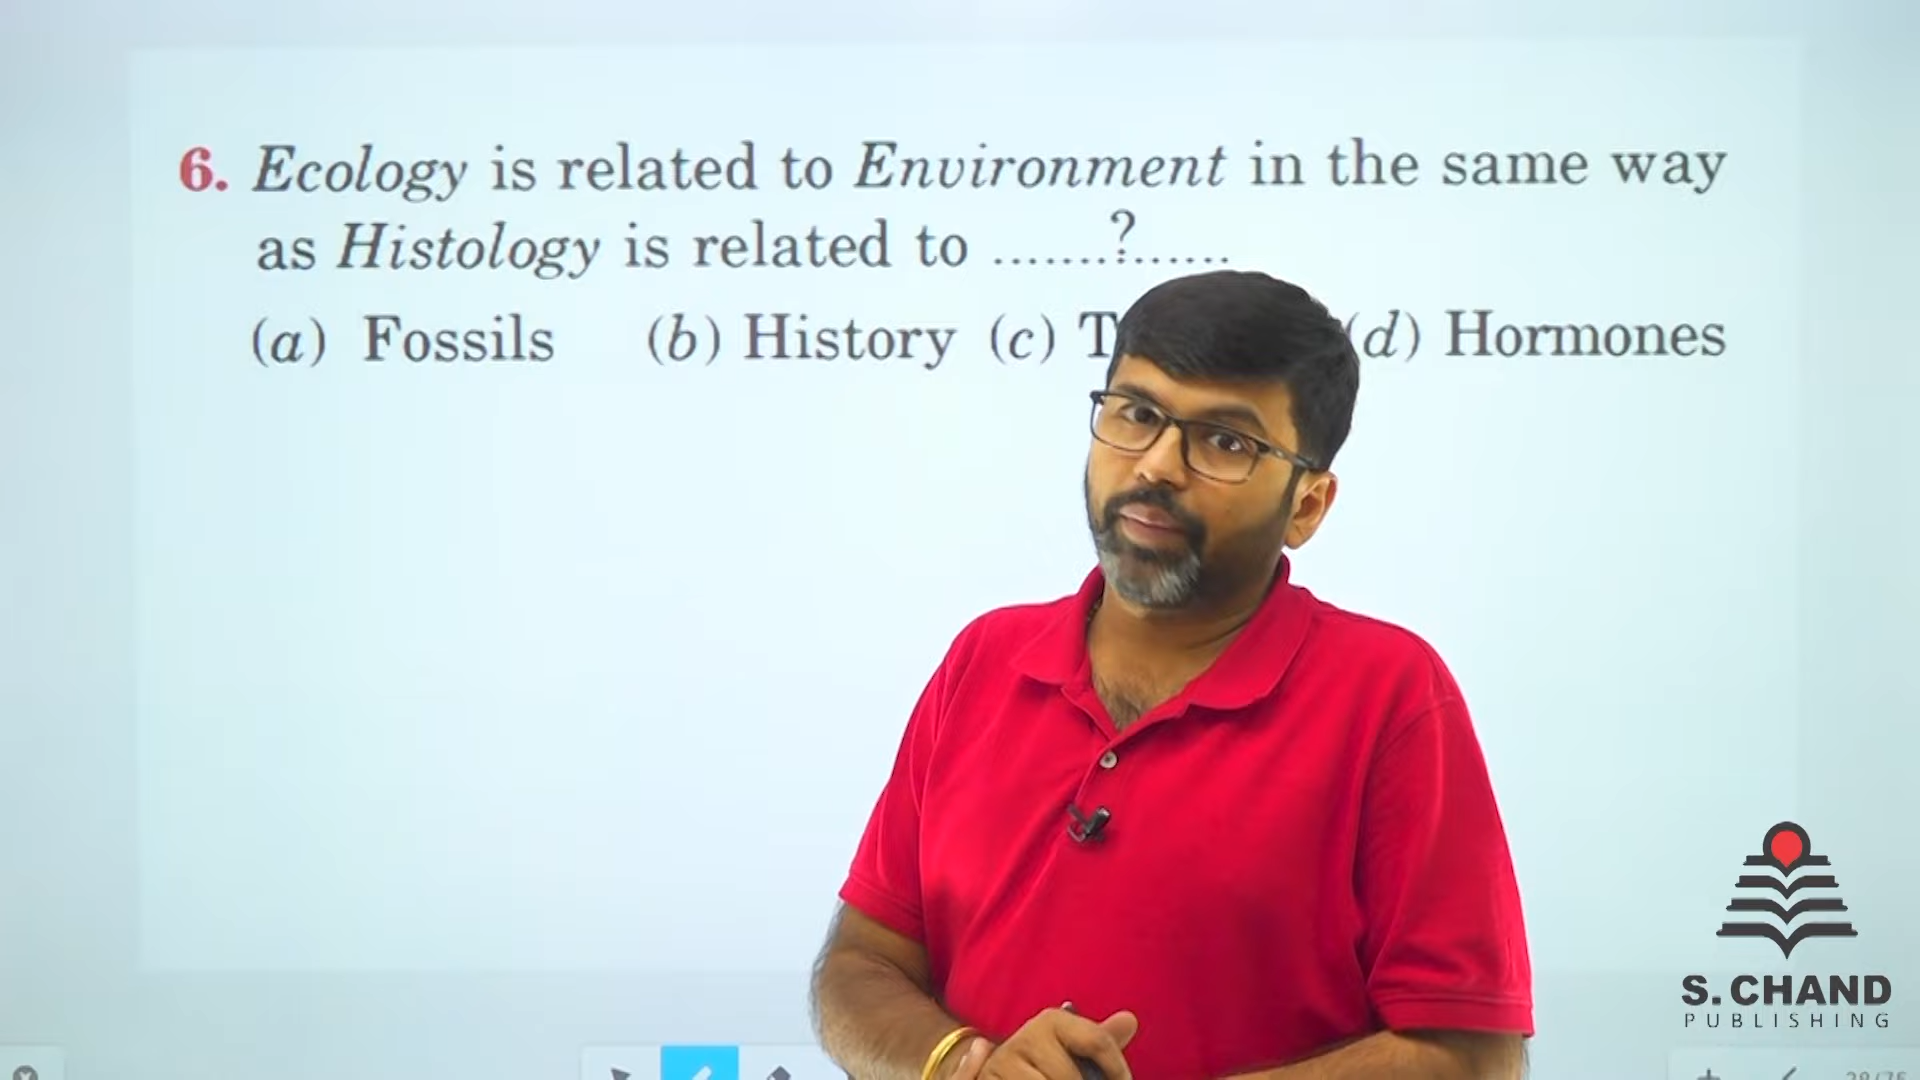 6. Ecology is related to Environment in the same way
as Histology is related to .......?......
(a) Fossils (b) History (c) (d) Hormones
S. CHAND
PUBLISHING